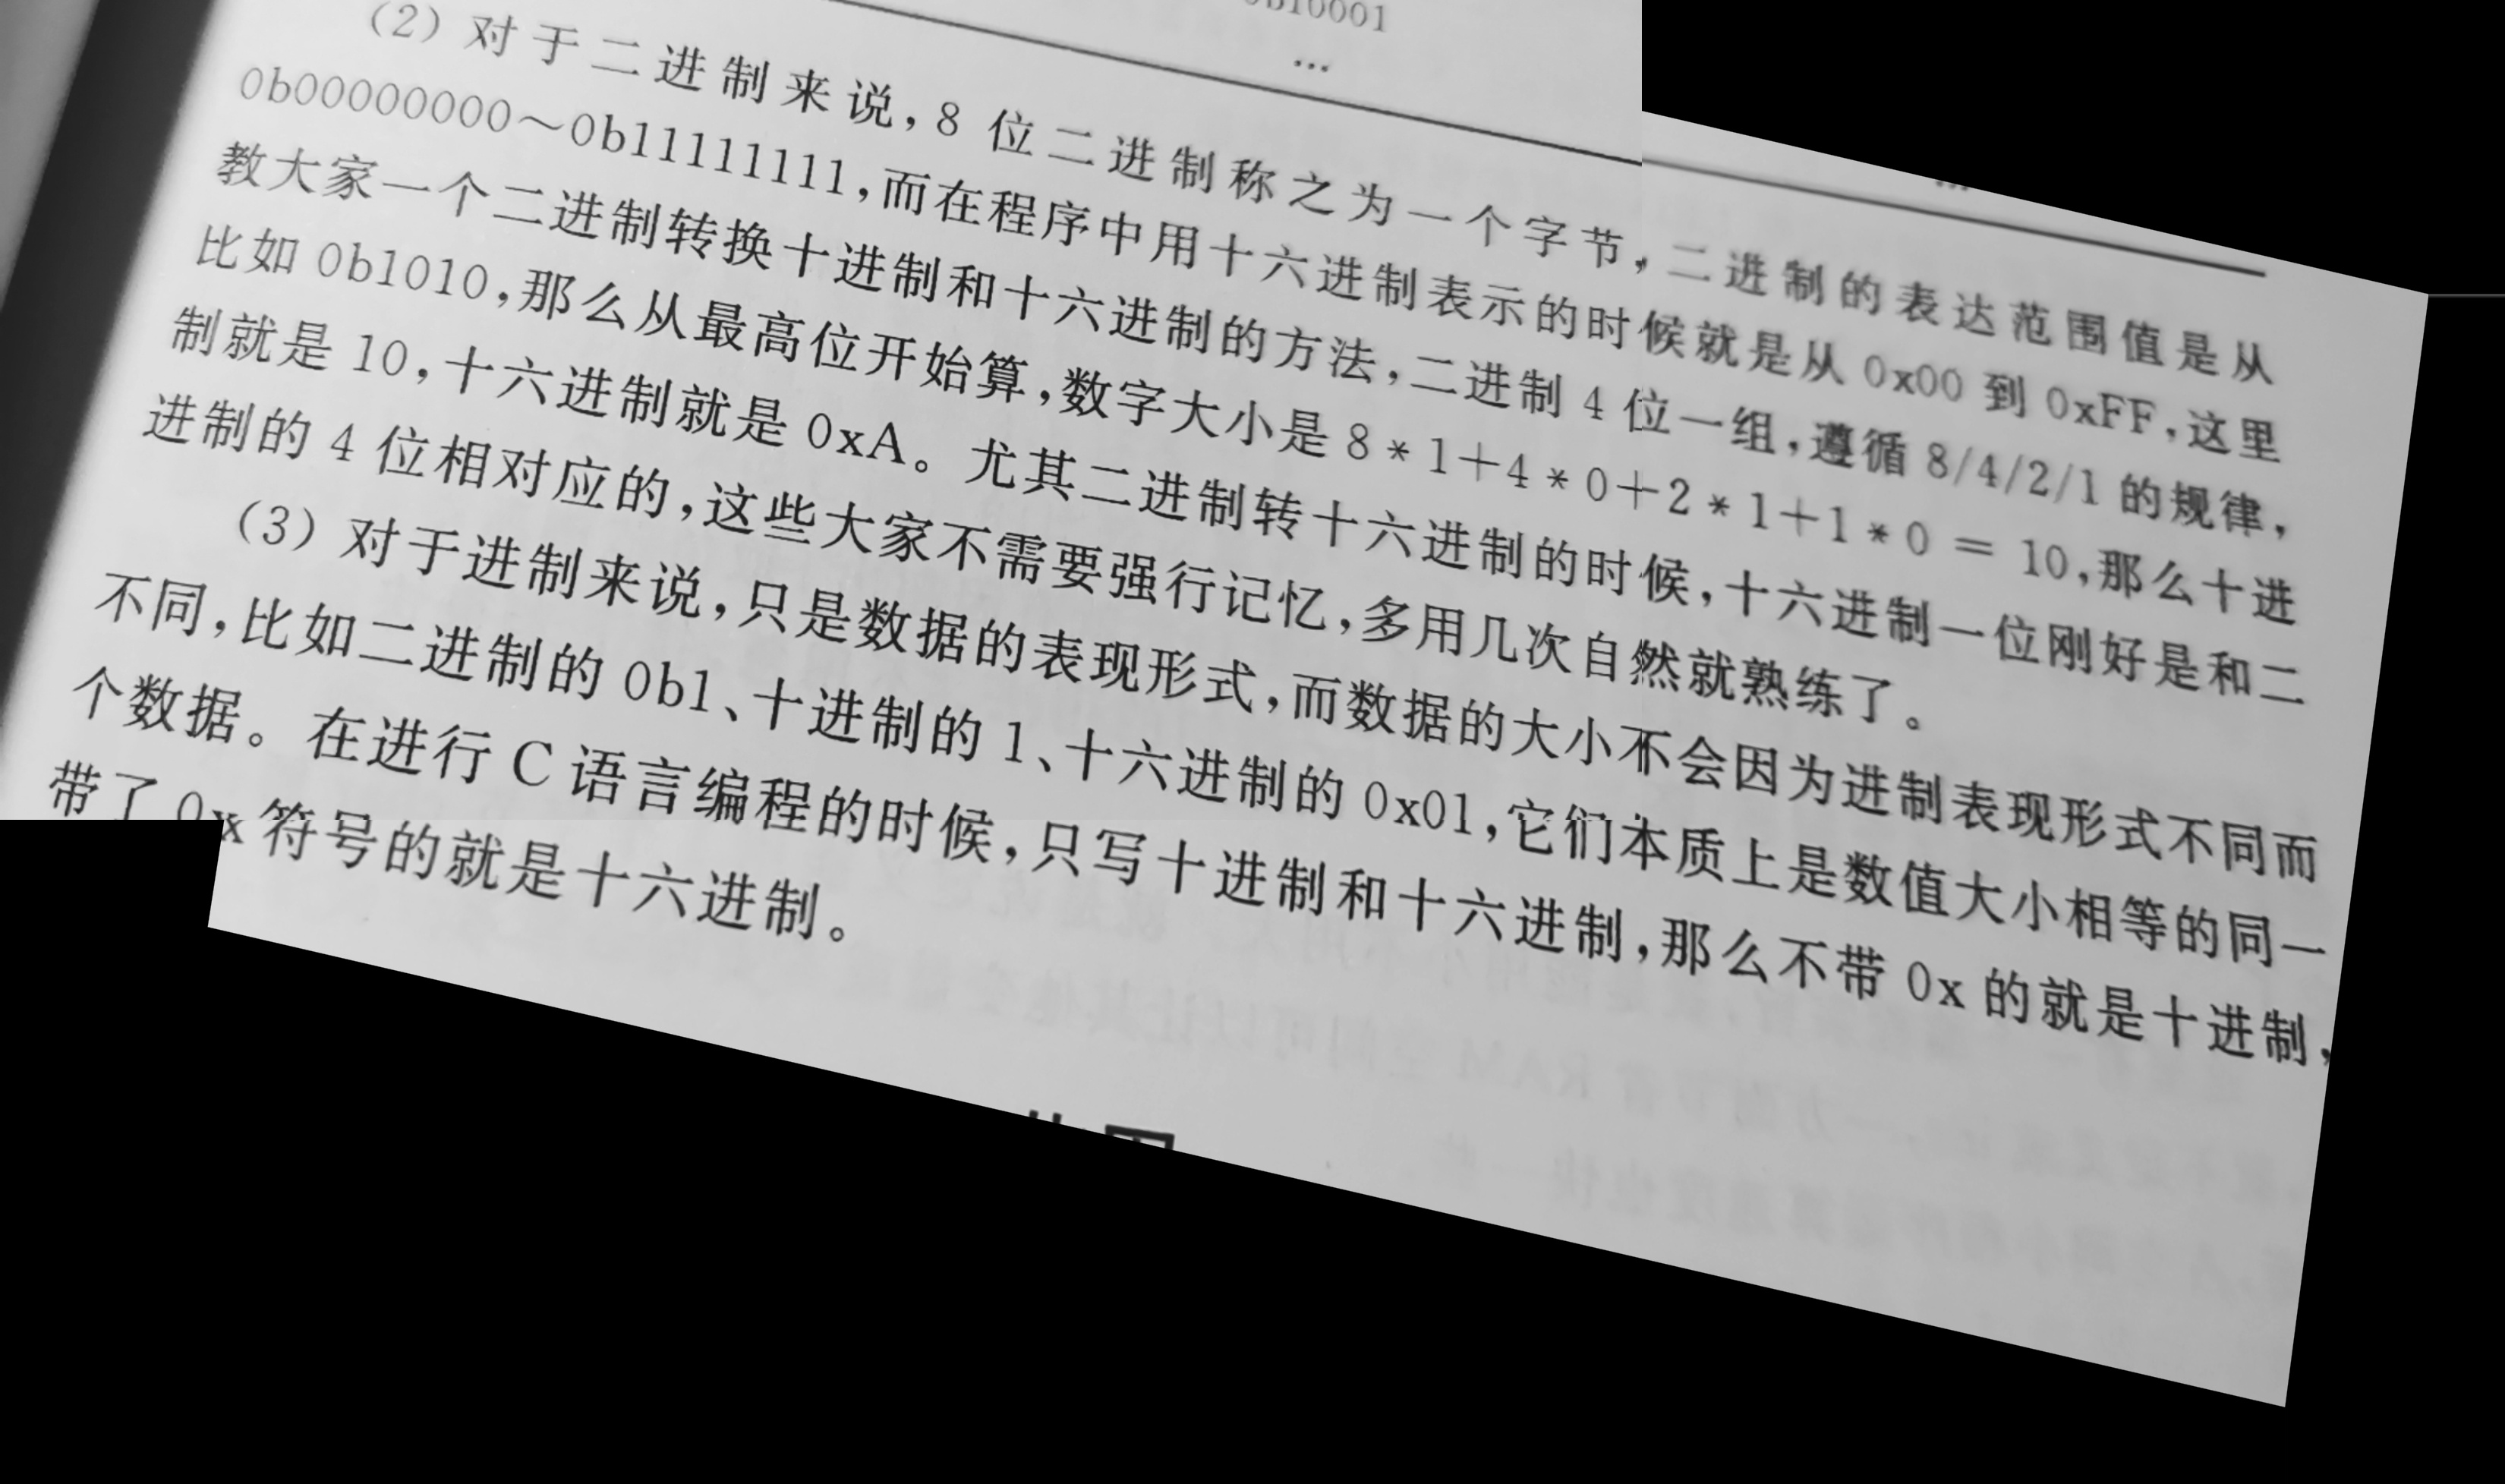 0b10001
…
（2）对于二进制来说，8 位二进制称之为一个字节，二进制的表达范围值是从
0b00000000～0b11111111，而在程序中用十六进制表示的时候就是从 0x00 到 0xFF，这里
教大家一个二进制转换十进制和十六进制的方法，二进制 4 位一组，遵循 8/4/2/1 的规律，
比如 0b1010，那么从最高位开始算，数字大小是 8 * 1＋4 * 0＋2 * 1＋1 * 0 ＝ 10，那么十进
制就是 10，十六进制就是 0xA。尤其二进制转十六进制的时候，十六进制一位刚好是和二
进制的 4 位相对应的，这些大家不需要强行记忆，多用几次自然就熟练了。
（3）对于进制来说，只是数据的表现形式，而数据的大小不会因为进制表现形式不同而
不同，比如二进制的 0b1、十进制的 1、十六进制的 0x01，它们本质上是数值大小相等的同一
个数据。在进行 C 语言编程的时候，只写十进制和十六进制，那么不带 0x 的就是十进制，
带了 0x 符号的就是十六进制。